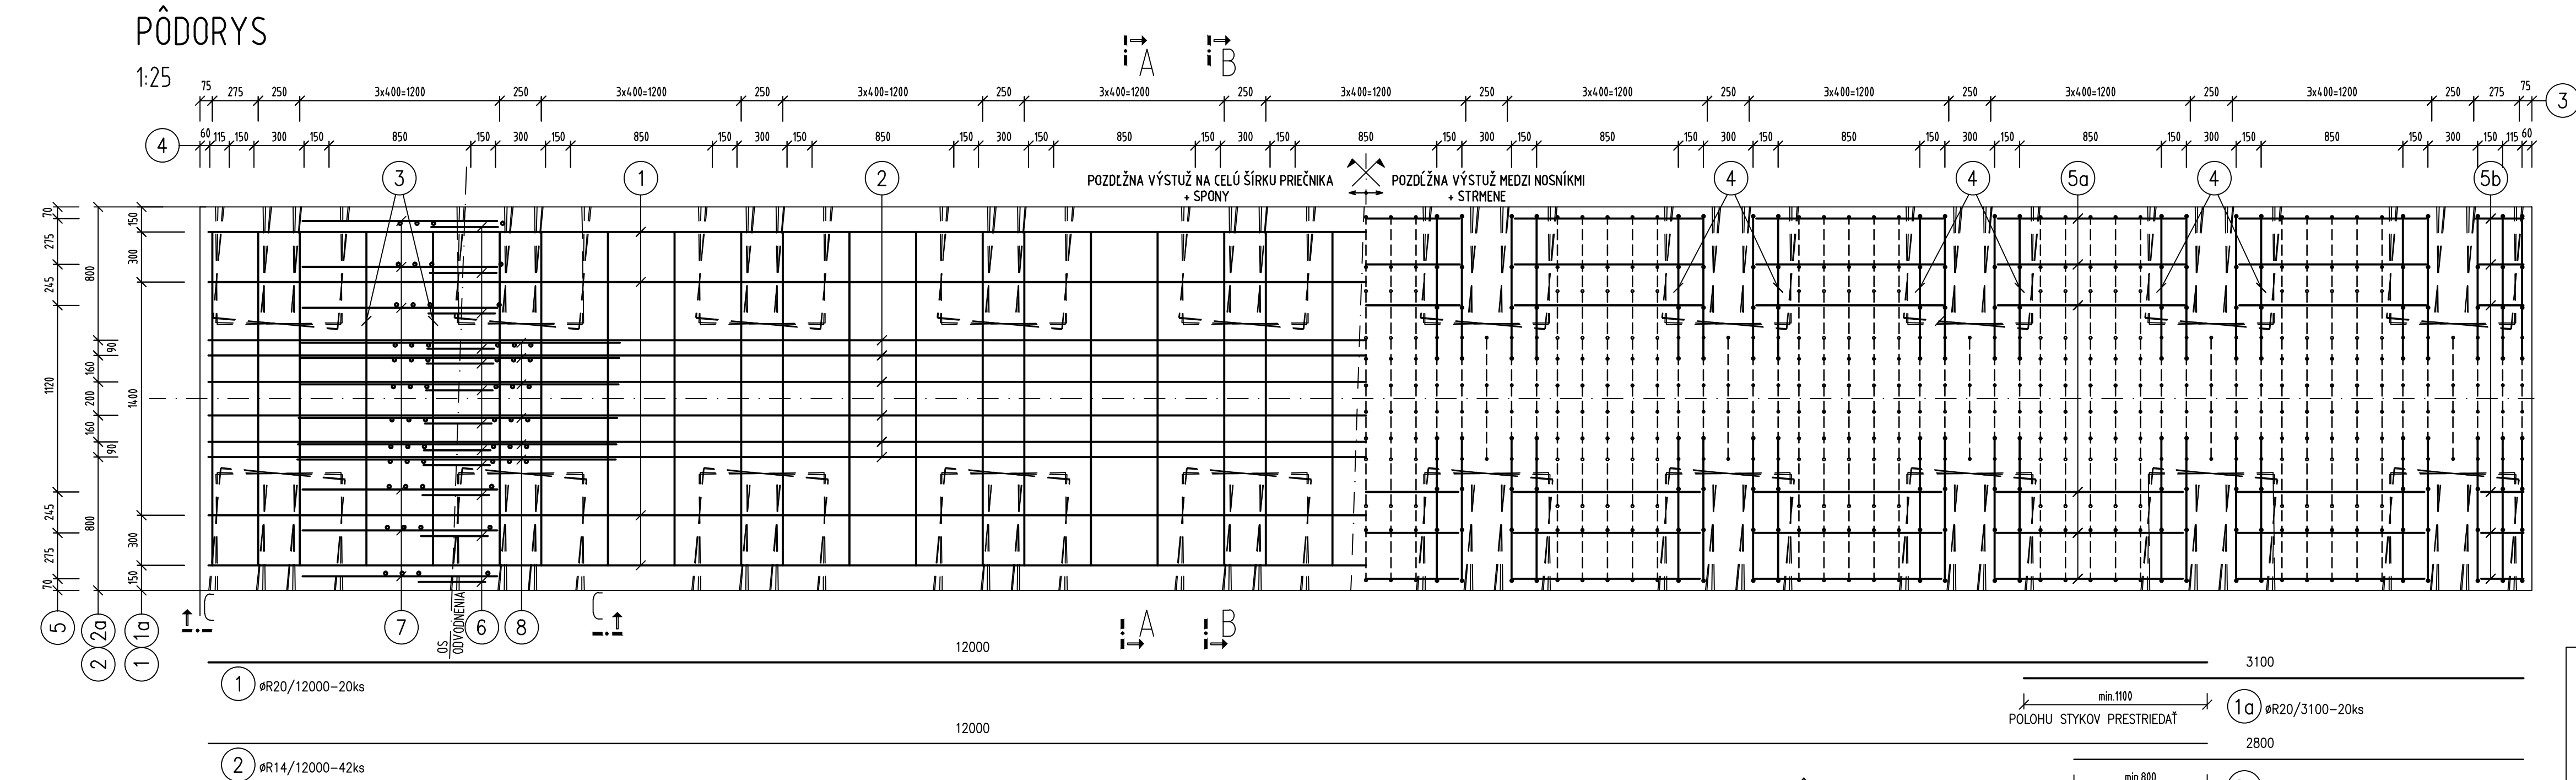 PÔDORYS
1:25
A B
75 275 250 3x400=1200 250 3x400=1200 250 3x400=1200 250 3x400=1200 250 3x400=1200 250 3x400=1200 250 3x400=1200 250 3x400=1200 250 3x400=1200 250 275 75
3
4
60 115 150 300 150 850 150 300 150 850 150 300 150 850 150 300 150 850 150 300 150 850 150 300 150 850 150 300 150 850 150 300 150 850 150 300 150 850 150 300 150 115 60
3 1 2
POZDĹŽNA VÝSTUŽ NA CELÚ ŠÍRKU PRIEČNIKA
+ SPONY
POZDĹŽNA VÝSTUŽ MEDZI NOSNÍKMI
+ STRMENE
4 4 5a 4 5b
70 275 245 1120 245 275 70
800 90 160 200 160 90 800
150 300 1400 300 150
5 2a 1a
2 1
7 6 8
OS
ODVODNENIA
C C
A B
12000
1 øR20/12000-20ks
3100
min.1100
POLOHU STYKOV PRESTRIEDAŤ
1a øR20/3100-20ks
12000
2 øR14/12000-42ks
2800
min.800